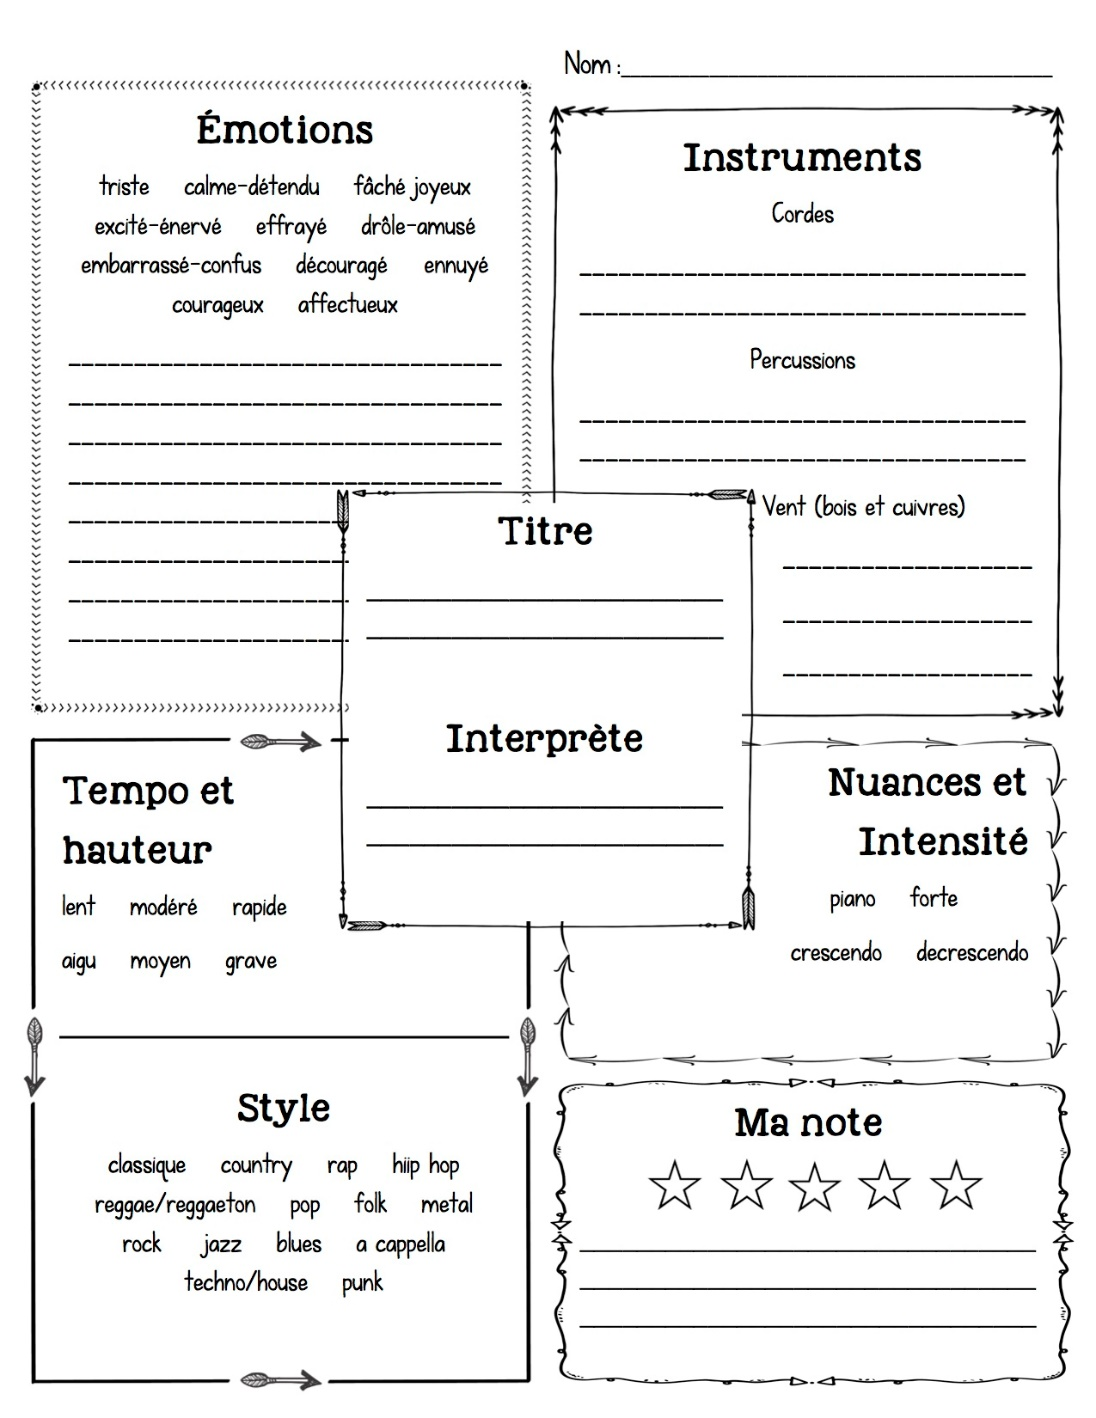 Nom :
Émotions
triste calme-détendu fâché joyeux
excité-énervé effrayé drôle-amusé
embarrassé-confus découragé ennuyé
courageux affectueux
Instruments
Cordes
Percussions
Vent (bois et cuivres)
Titre
Interprète
Tempo et
hauteur
lent modéré rapide
aigu moyen grave
Nuances et
Intensité
piano forte
crescendo decrescendo
Style
classique country rap hiip hop
reggae/reggaeton pop folk metal
rock jazz blues a cappella
techno/house punk
Ma note